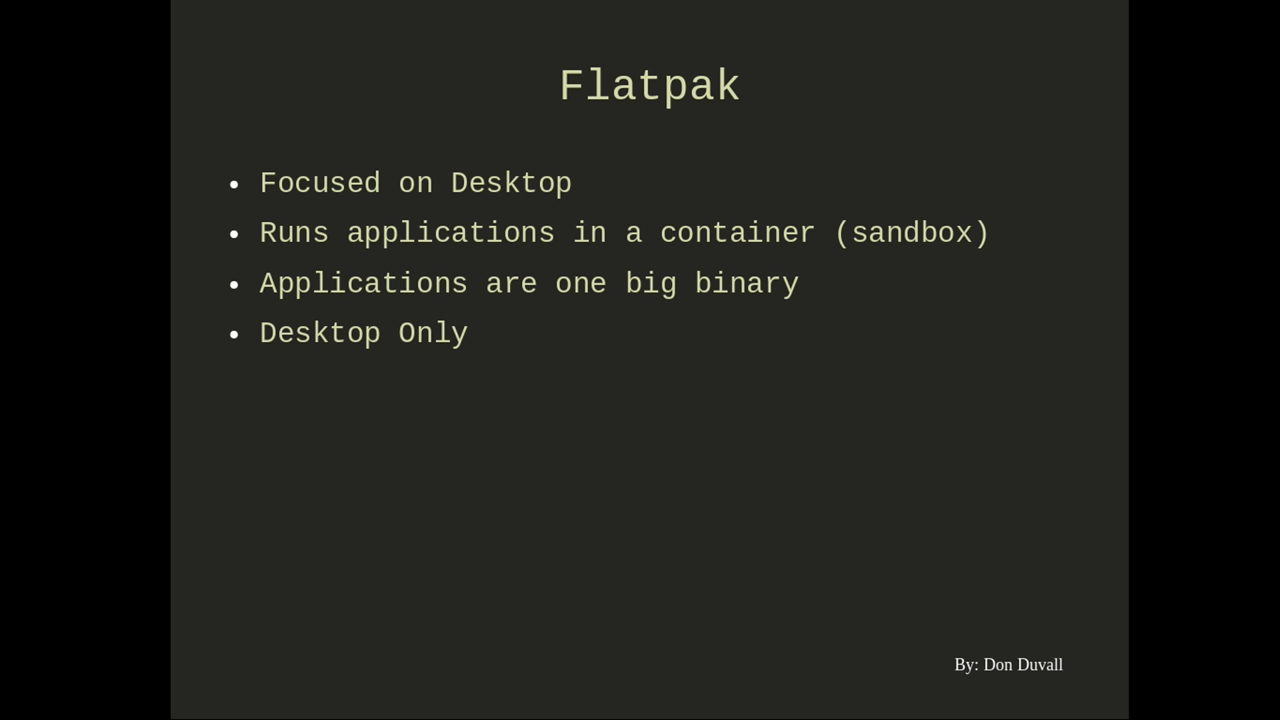 Flatpak
• Focused on Desktop
• Runs applications in a container (sandbox)
• Applications are one big binary
• Desktop Only
By: Don Duvall